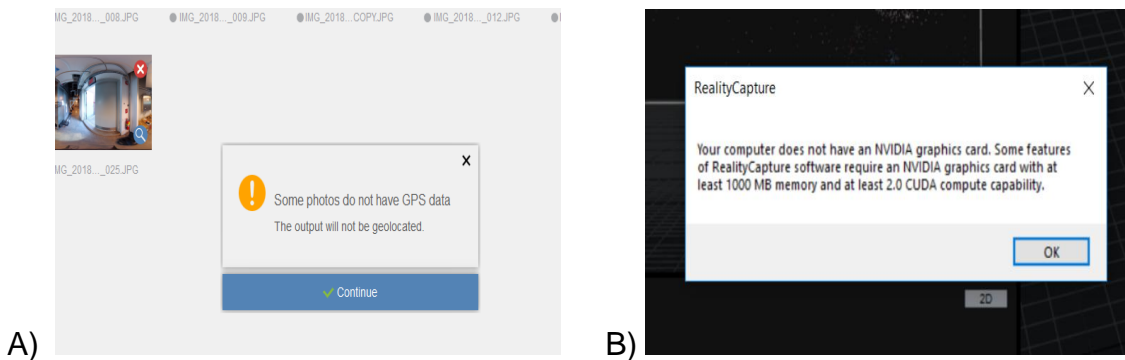 MG_2018..._008.JPG
IMG_2018..._009.JPG
IMG_2018...COPY.JPG
IMG_2018..._012.JPG
MG_2018..._025.JPG
Some photos do not have GPS data
The output will not be geolocated.
Continue
A)
RealityCapture
Your computer does not have an NVIDIA graphics card. Some features
of RealityCapture software require an NVIDIA graphics card with at
least 1000 MB memory and at least 2.0 CUDA compute capability.
OK
2D
B)